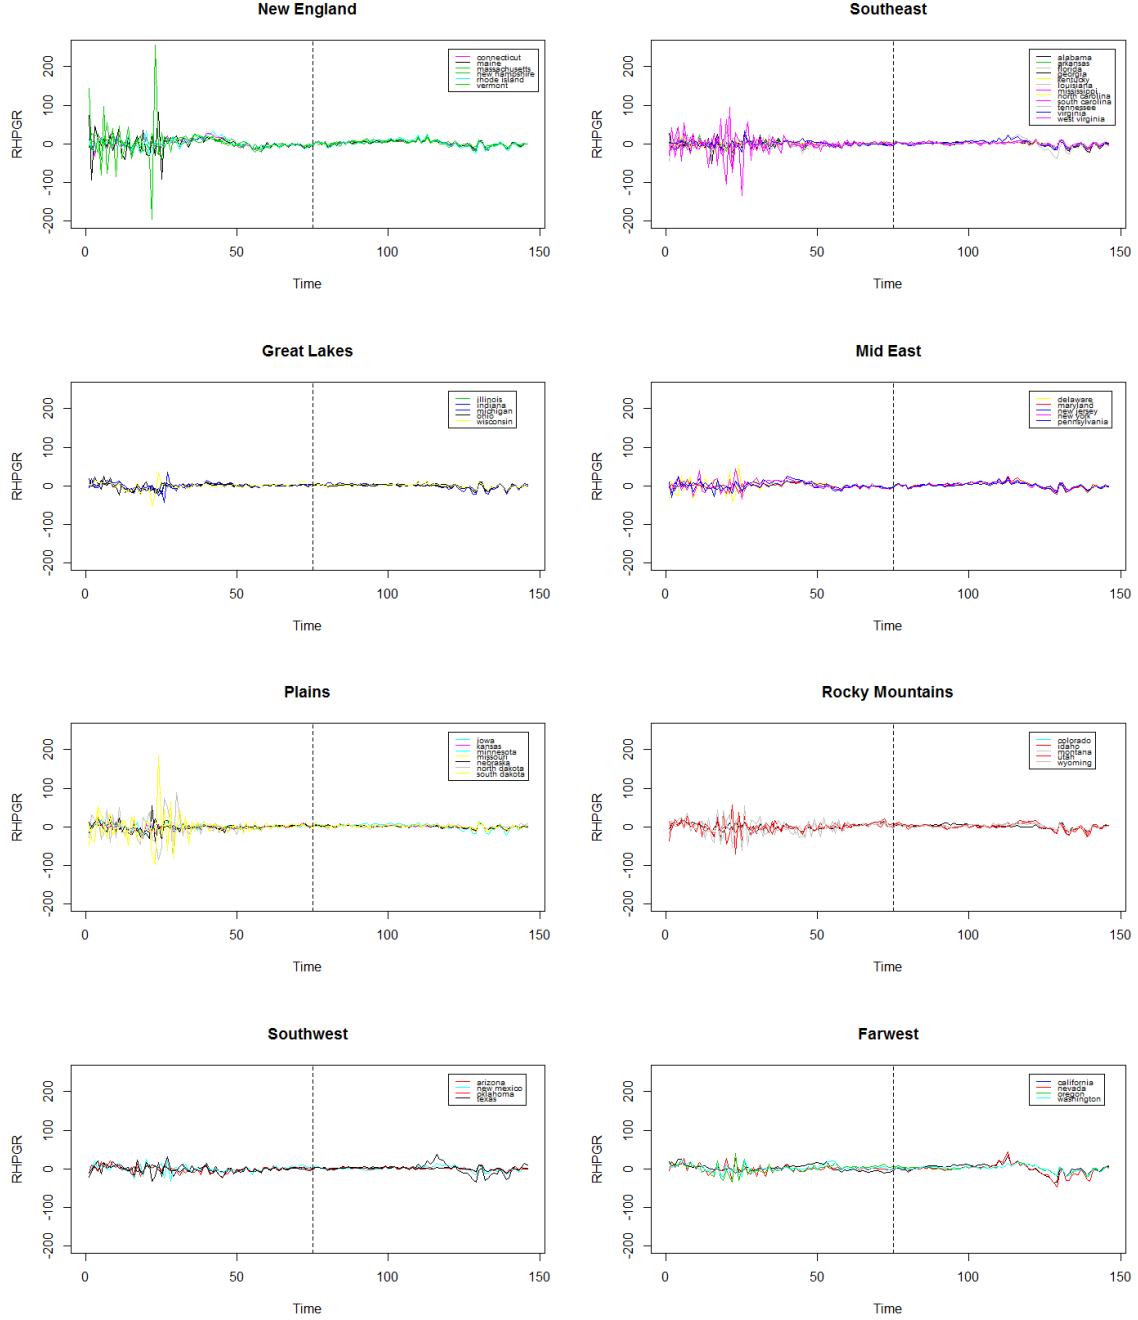 New England
RHPGR
200
100
0
-100
-200
connecticut
maine
massachusetts
new hampshire
rhode island
vermont
0
50
100
150
Time
Southeast
RHPGR
200
100
0
-100
-200
alabama
arkansas
florida
georgia
kentucky
louisiana
mississippi
north carolina
south carolina
tennessee
virginia
west virginia
0
50
100
150
Time
Great Lakes
RHPGR
200
100
0
-100
-200
illinois
indiana
michigan
ohio
wisconsin
0
50
100
150
Time
Mid East
RHPGR
200
100
0
-100
-200
delaware
maryland
new jersey
new york
pennsylvania
0
50
100
150
Time
Plains
RHPGR
200
100
0
-100
-200
iowa
kansas
minnesota
missouri
nebraska
north dakota
south dakota
0
50
100
150
Time
Rocky Mountains
RHPGR
200
100
0
-100
-200
colorado
idaho
montana
utah
wyoming
0
50
100
150
Time
Southwest
RHPGR
200
100
0
-100
-200
arizona
new mexico
oklahoma
texas
0
50
100
150
Time
Farwest
RHPGR
200
100
0
-100
-200
california
nevada
oregon
washington
0
50
100
150
Time